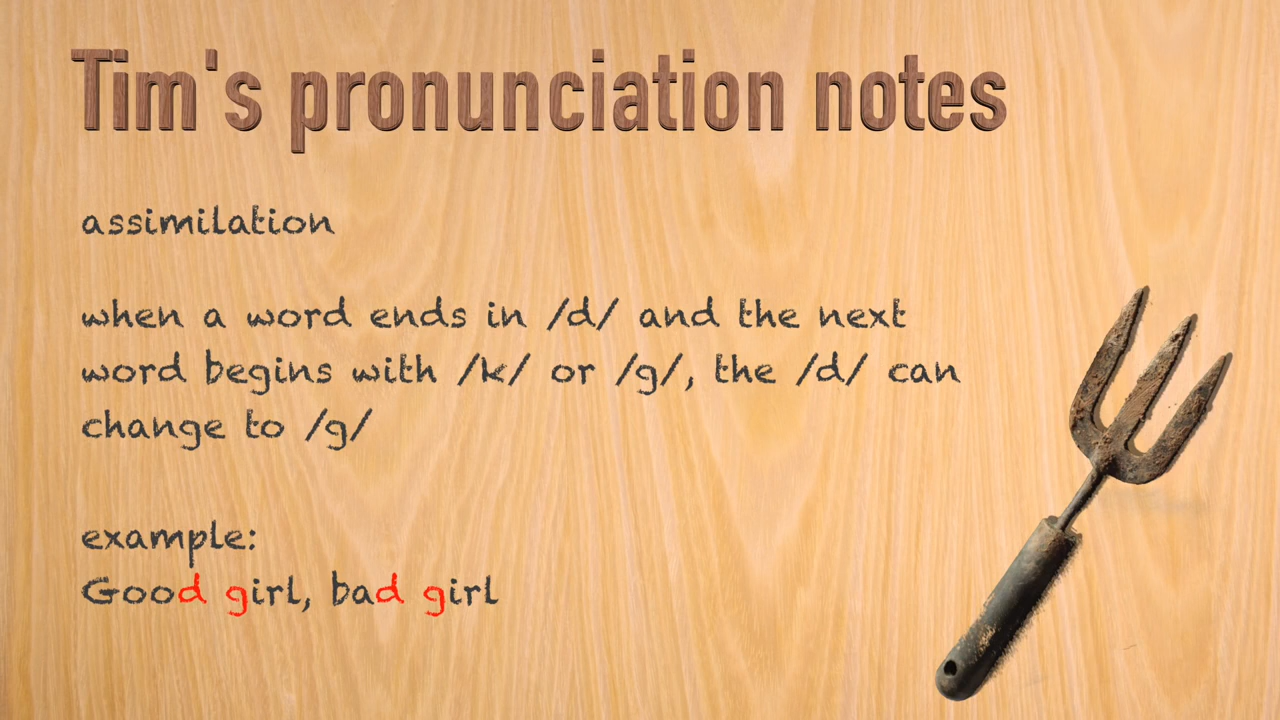 Tim's pronunciation notes
assimilation
when a word ends in /d/ and the next
word begins with /k/ or /g/, the /d/ can
change to /g/
example:
Good girl, bad girl